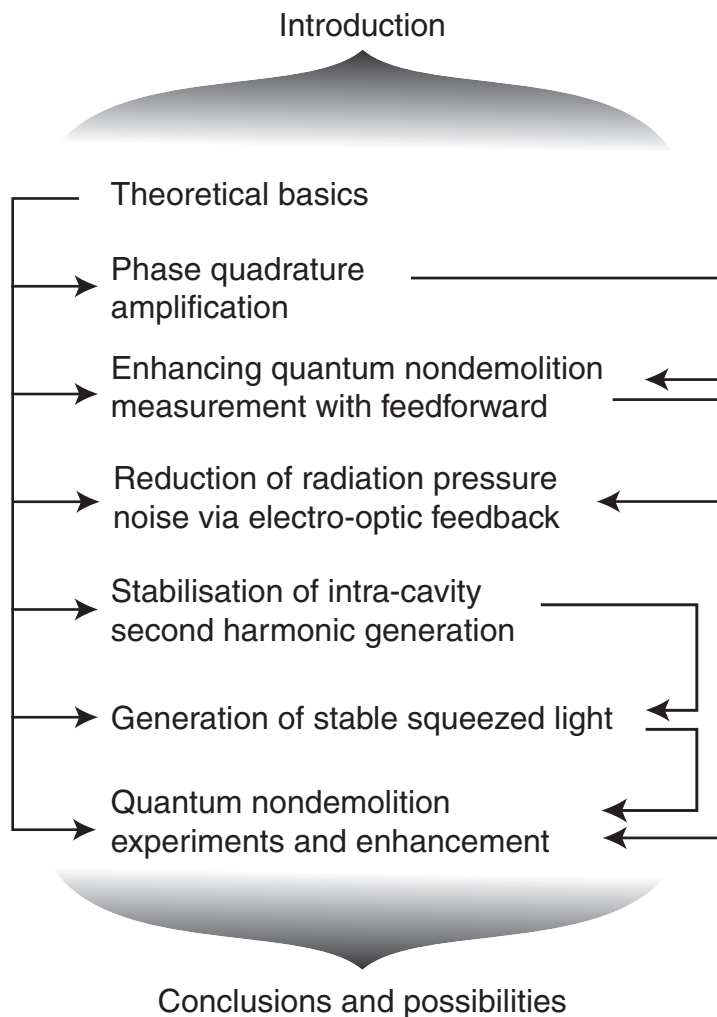 Introduction
Theoretical basics
Phase quadrature
amplification
Enhancing quantum nondemolition
measurement with feedforward
Reduction of radiation pressure
noise via electro-optic feedback
Stabilisation of intra-cavity
second harmonic generation
Generation of stable squeezed light
Quantum nondemolition
experiments and enhancement
Conclusions and possibilities